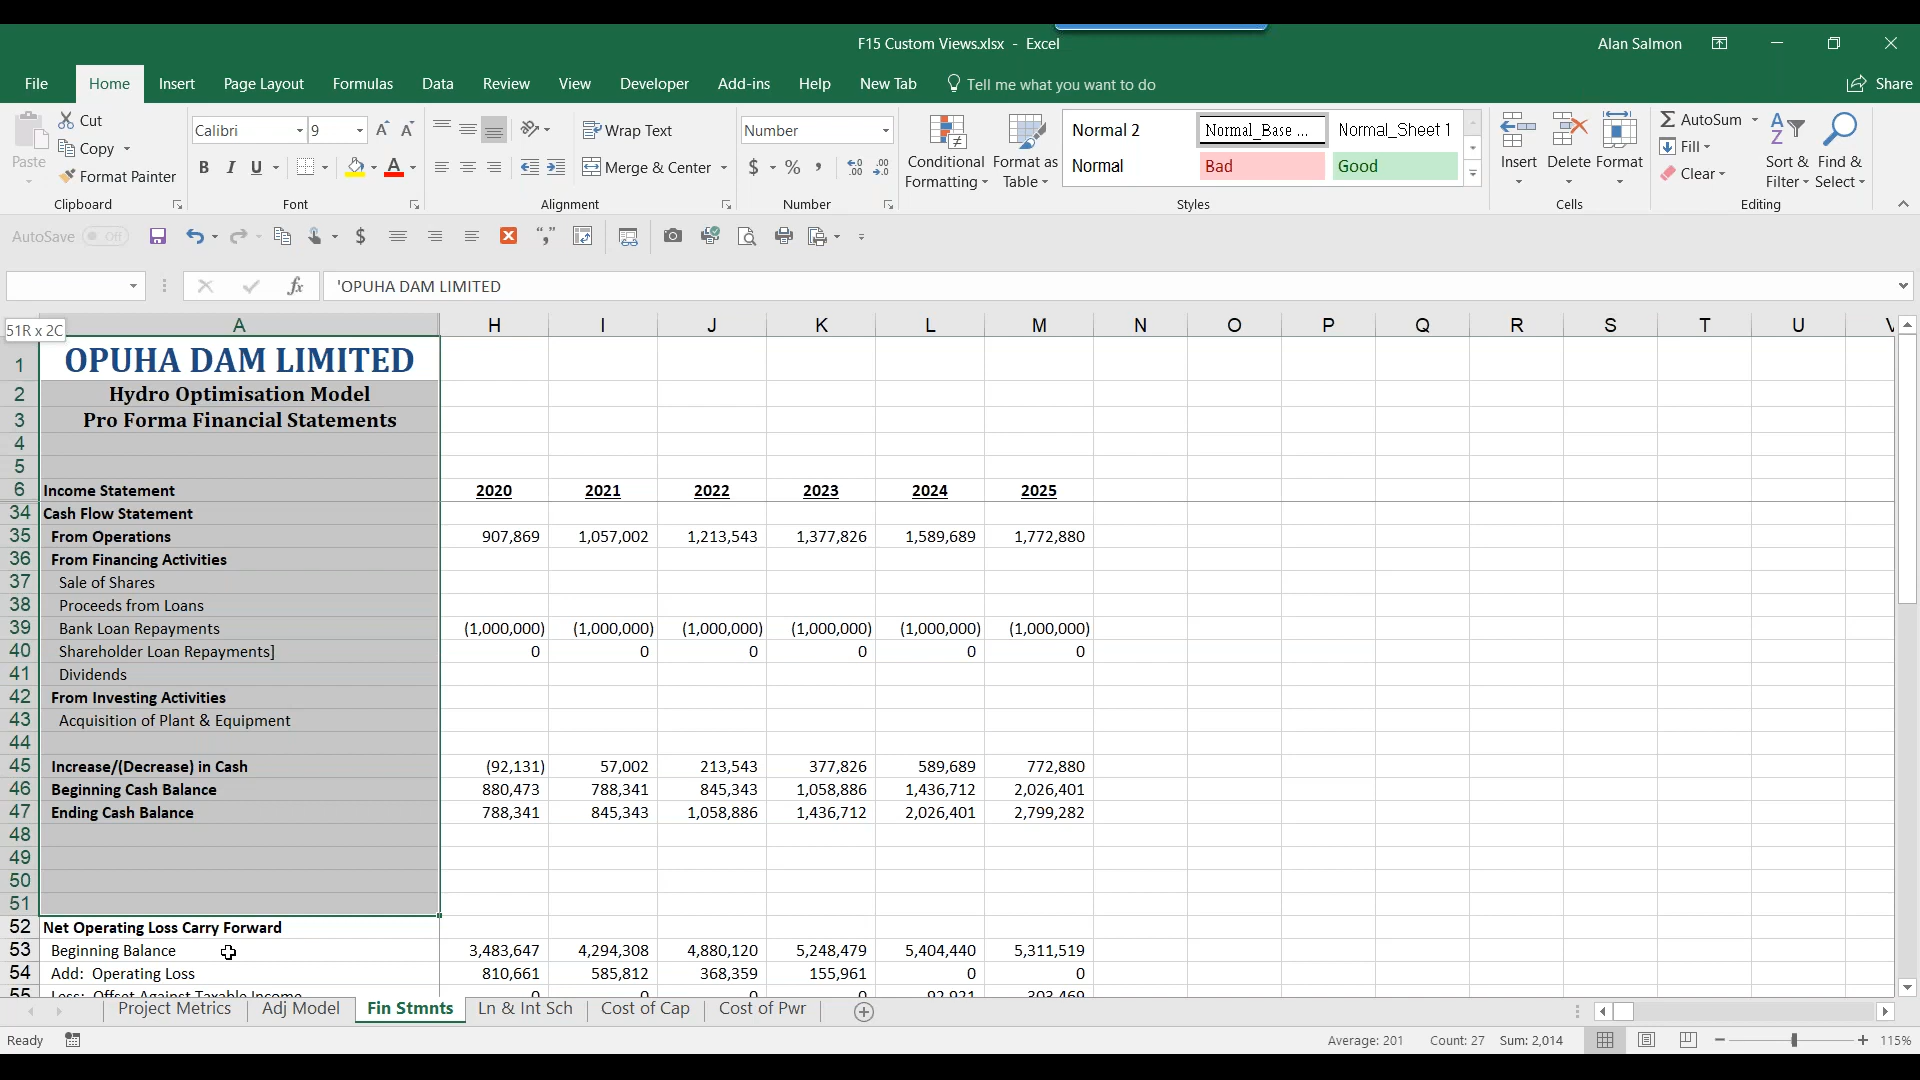 F15 Custom Views.xlsx - Excel
Alan Salmon
File Home Insert Page Layout Formulas Data Review View Developer Add-ins Help New Tab Tell me what you want to do Share
Paste
Cut
Copy
Format Painter
Clipboard
Calibri 9
B I U
Font
Wrap Text
Merge & Center
Alignment
Number
$ % ,
Number
Conditional Formatting
Format as Table
Normal 2 Normal_Base ... Normal_Sheet 1
Normal Bad Good
Styles
Insert Delete Format
Cells
AutoSum
Fill
Clear
Sort & Filter
Find & Select
Editing
AutoSave Off
'OPUHA DAM LIMITED
51R x 2C
A H I J K L M N O P Q R S T U V
1 OPUHA DAM LIMITED
2 Hydro Optimisation Model
3 Pro Forma Financial Statements
4
5
6 Income Statement 2020 2021 2022 2023 2024 2025
34 Cash Flow Statement
35 From Operations 907,869 1,057,002 1,213,543 1,377,826 1,589,689 1,772,880
36 From Financing Activities
37 Sale of Shares
38 Proceeds from Loans
39 Bank Loan Repayments (1,000,000) (1,000,000) (1,000,000) (1,000,000) (1,000,000) (1,000,000)
40 Shareholder Loan Repayments] 0 0 0 0 0 0
41 Dividends
42 From Investing Activities
43 Acquisition of Plant & Equipment
44
45 Increase/(Decrease) in Cash (92,131) 57,002 213,543 377,826 589,689 772,880
46 Beginning Cash Balance 880,473 788,341 845,343 1,058,886 1,436,712 2,026,401
47 Ending Cash Balance 788,341 845,343 1,058,886 1,436,712 2,026,401 2,799,282
48
49
50
51
52 Net Operating Loss Carry Forward
53 Beginning Balance 3,483,647 4,294,308 4,880,120 5,248,479 5,404,440 5,311,519
54 Add: Operating Loss 810,661 585,812 368,359 155,961 0 0
55 Less: Offset Against Taxable Income 0 0 0 0 92,921 303,469
Project Metrics Adj Model Fin Stmnts Ln & Int Sch Cost of Cap Cost of Pwr
Ready Average: 201 Count: 27 Sum: 2,014 115%